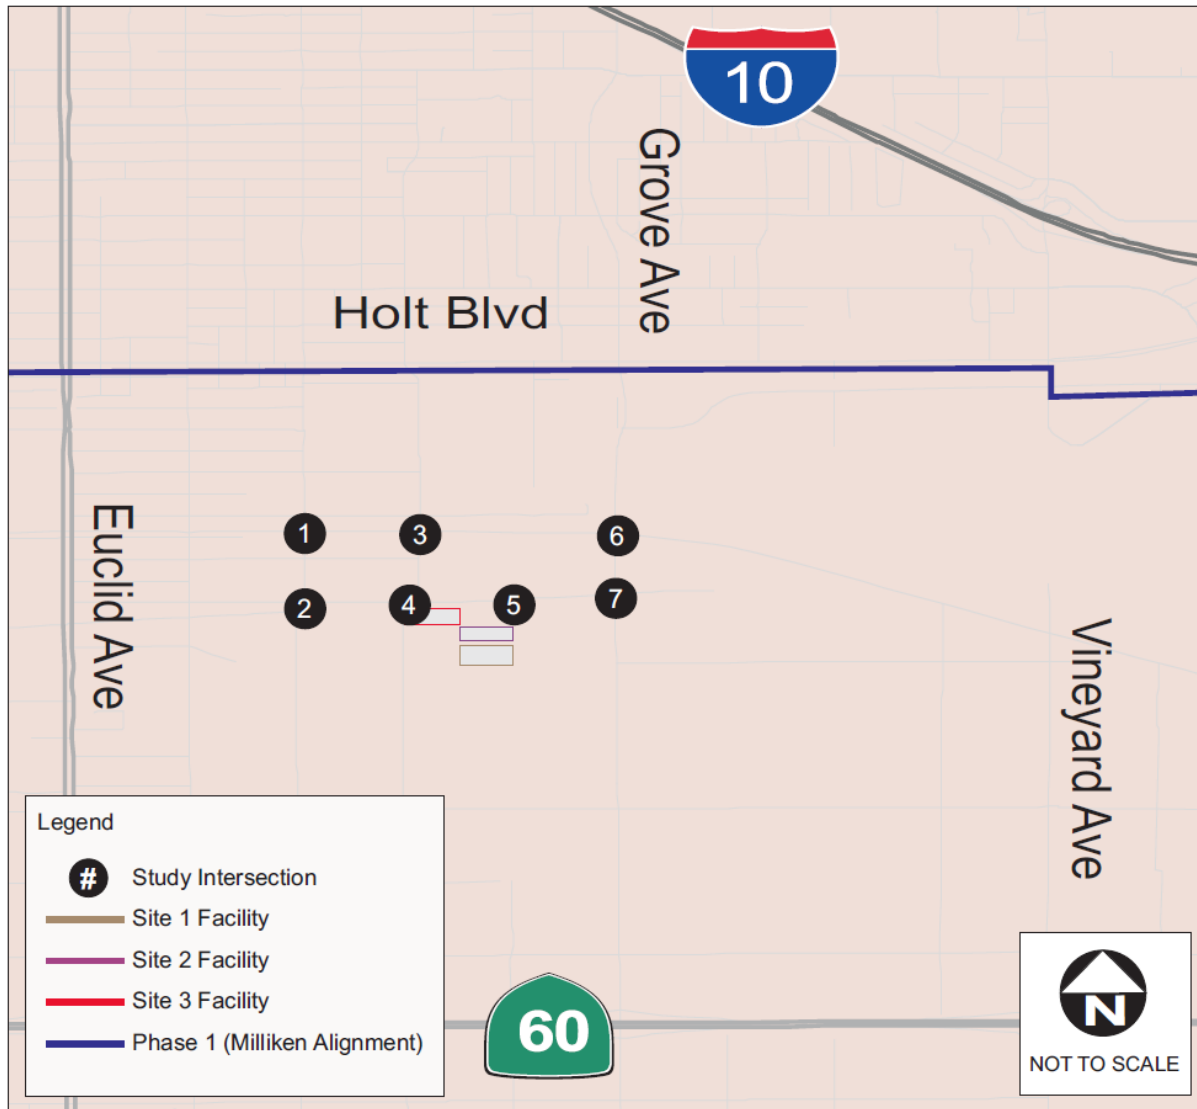 10
Grove Ave
Holt Blvd
Euclid Ave
1
3
6
2
4
5
7
Vineyard Ave
Legend
# Study Intersection
Site 1 Facility
Site 2 Facility
Site 3 Facility
Phase 1 (Milliken Alignment)
60
N
NOT TO SCALE